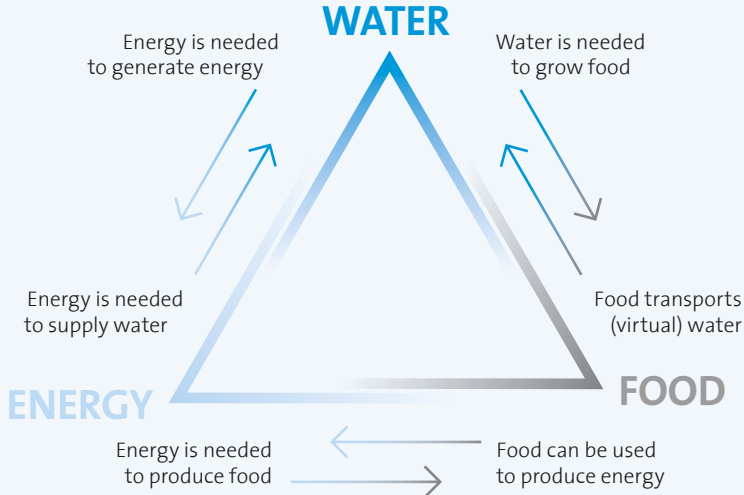 WATER
Energy is needed
to generate energy
Water is needed
to grow food
Energy is needed
to supply water
Food transports
(virtual) water
ENERGY
FOOD
Energy is needed
to produce food
Food can be used
to produce energy